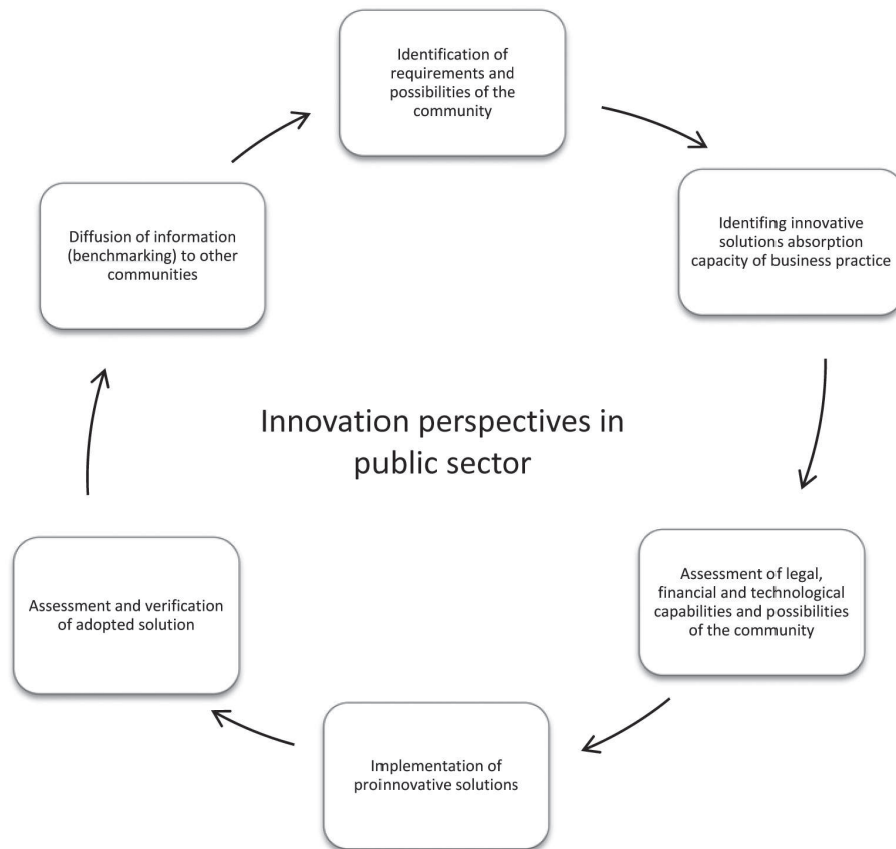 Identification of
requirements and
possibilities of the
community
Identifing innovative
solutions absorption
capacity of business practice
Assessment of legal,
financial and technological
capabilities and possibilities
of the community
Implementation of
proinnovative solutions
Assessment and verification
of adopted solution
Diffusion of information
(benchmarking) to other
communities
Innovation perspectives in
public sector